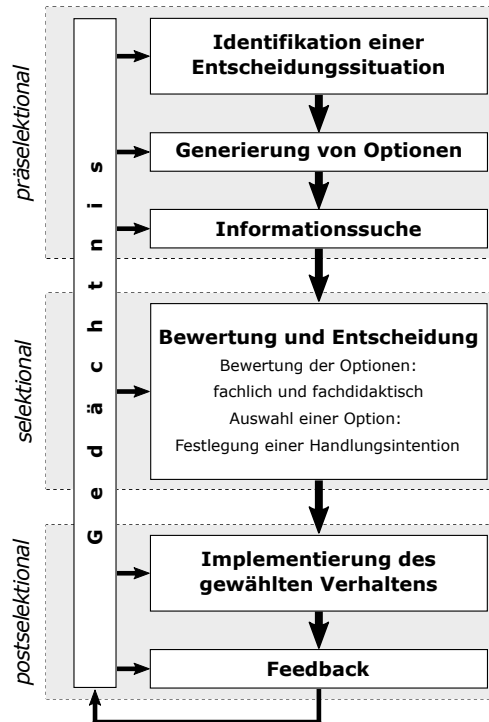 präselektional
Gedächtnis
Identifikation einer
Entscheidungssituation
Generierung von Optionen
Informationssuche
selektional
Bewertung und Entscheidung
Bewertung der Optionen:
fachlich und fachdidaktisch
Auswahl einer Option:
Festlegung einer Handlungsintention
postselektional
Implementierung des
gewählten Verhaltens
Feedback